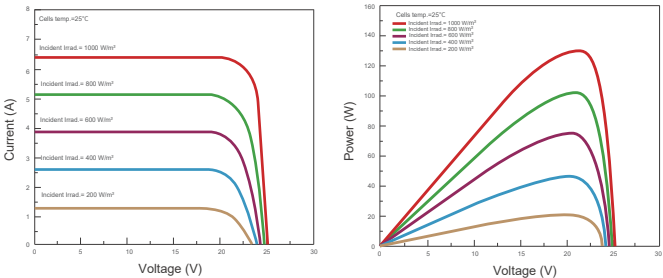 Cells temp.=25℃
Incident Irrad.= 1000 W/m²
Incident Irrad.= 800 W/m²
Incident Irrad.= 600 W/m²
Incident Irrad.= 400 W/m²
Incident Irrad.= 200 W/m²
Current (A)
8
7
6
5
4
3
2
1
0
0 5 10 15 20 25 30
Voltage (V)
Cells temp.=25℃
Incident Irrad.= 1000 W/m²
Incident Irrad.= 800 W/m²
Incident Irrad.= 600 W/m²
Incident Irrad.= 400 W/m²
Incident Irrad.= 200 W/m²
Power (W)
160
140
120
100
80
60
40
20
0
0 5 10 15 20 25 30
Voltage (V)